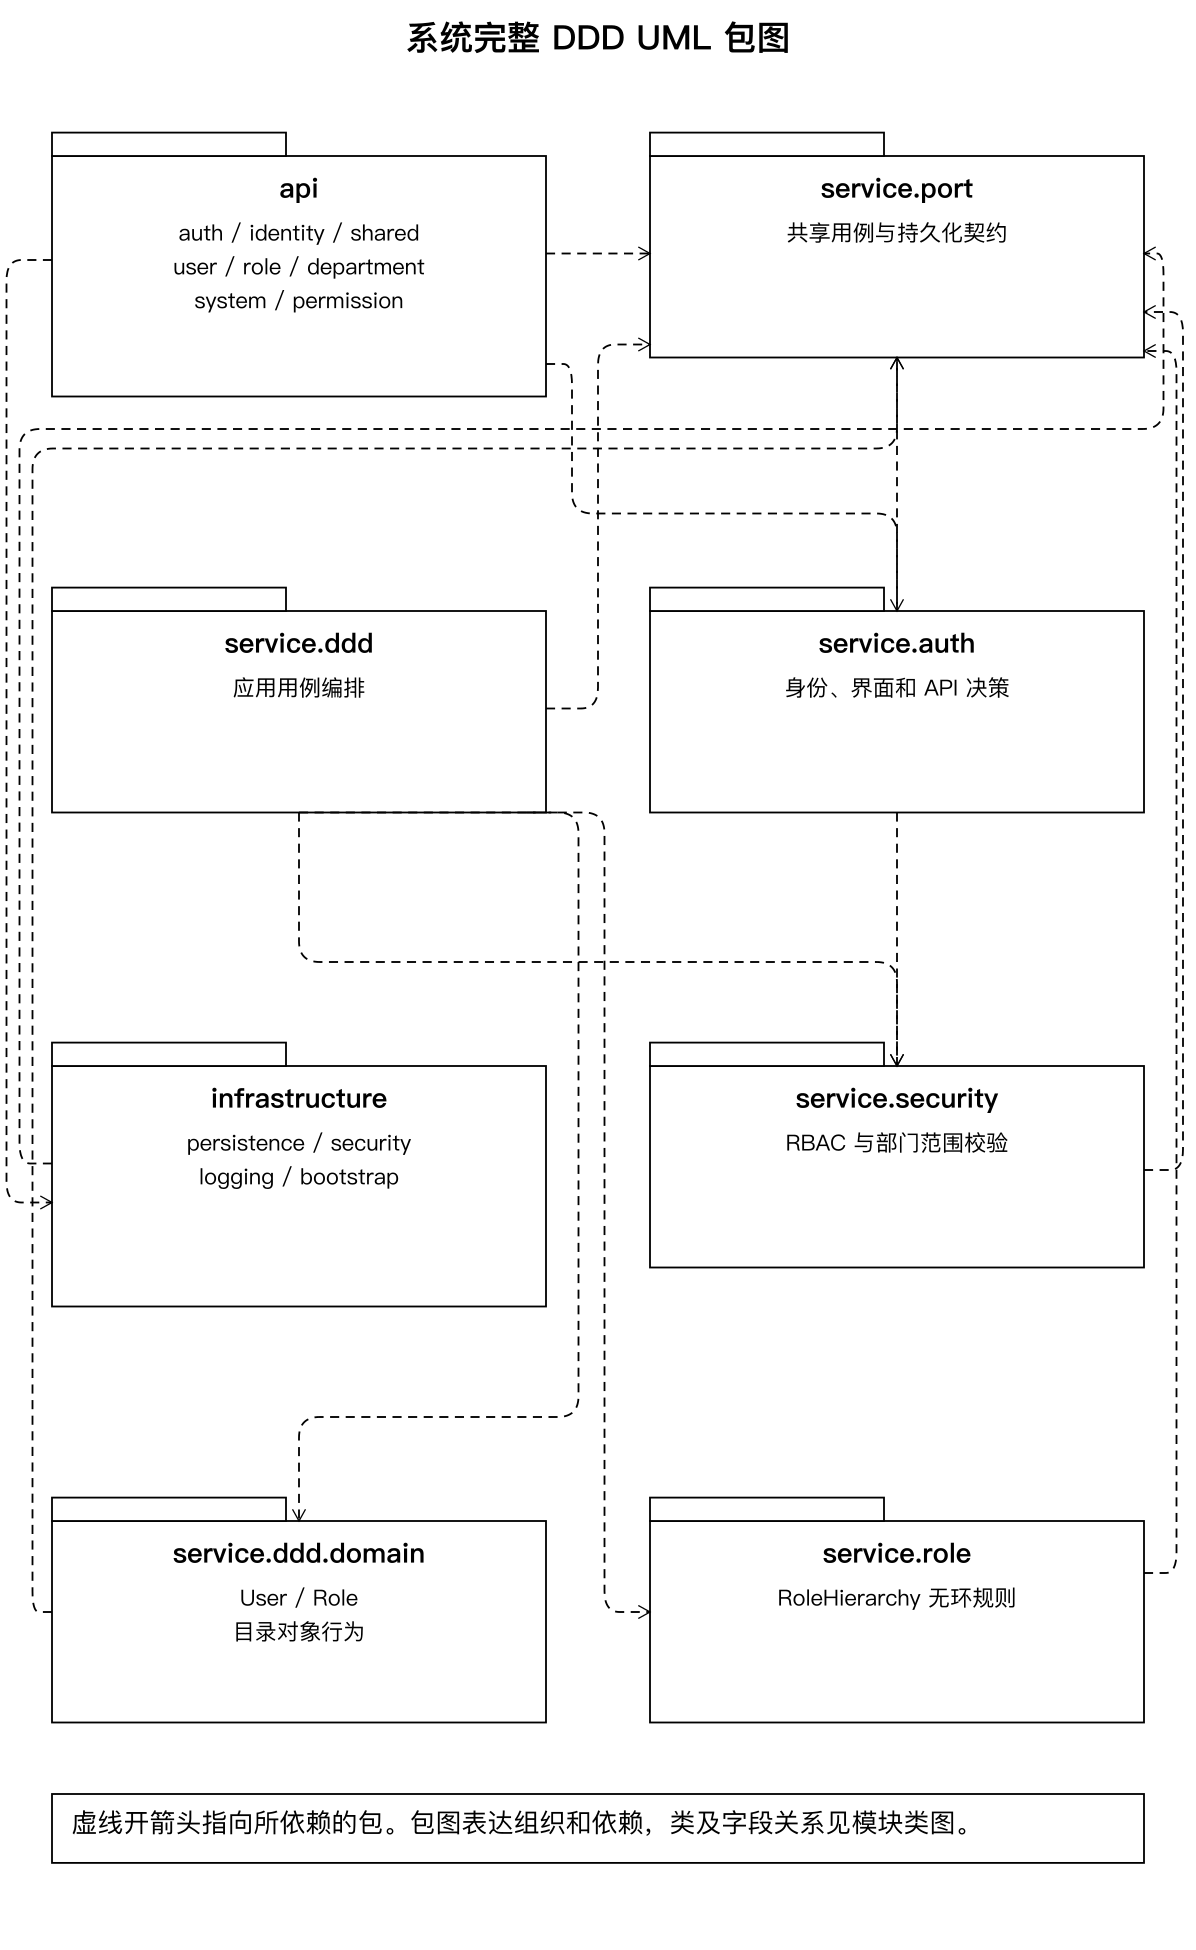 系统完整 DDD UML 包图
api
auth / identity / shared
user / role / department
system / permission
service.port
共享用例与持久化契约
service.ddd
应用用例编排
service.auth
身份、界面和 API 决策
infrastructure
persistence / security
logging / bootstrap
service.security
RBAC 与部门范围校验
service.ddd.domain
User / Role
目录对象行为
service.role
RoleHierarchy 无环规则
虚线开箭头指向所依赖的包。包图表达组织和依赖，类及字段关系见模块类图。